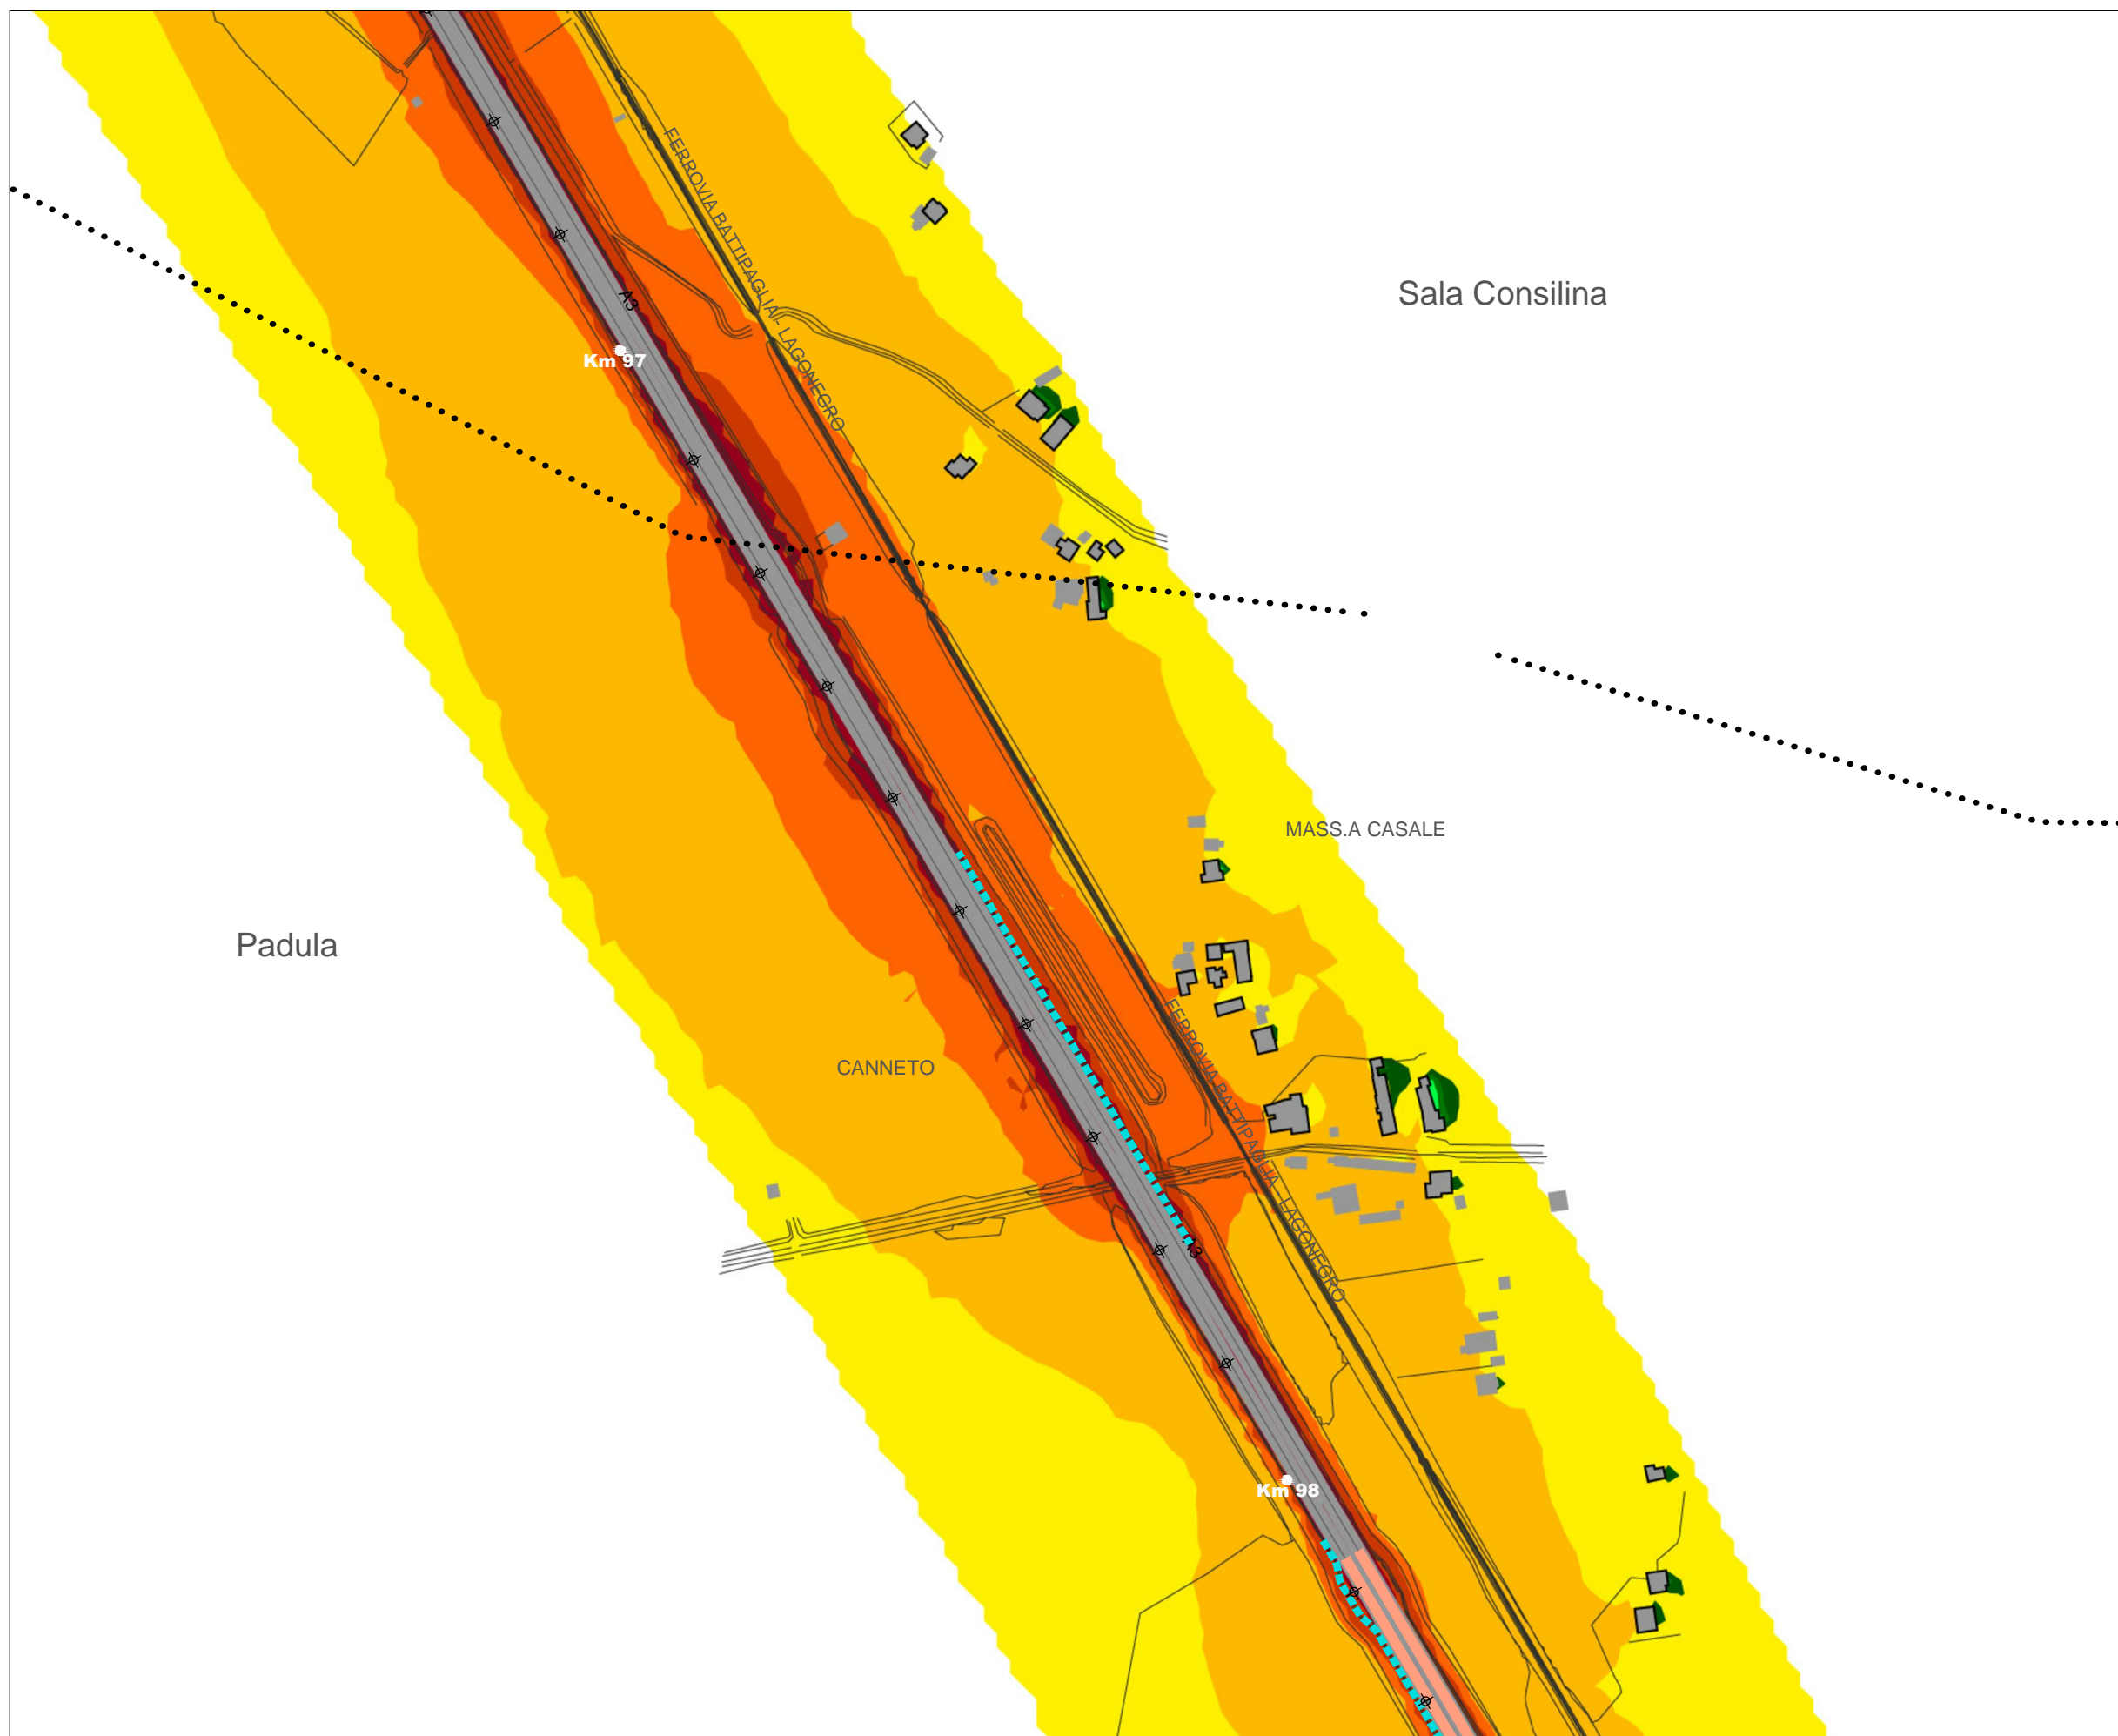 FERROVIA BATTIPAGLIA - LAGONEGRO
Sala Consilina
A3
Km 97
MASS.A CASALE
Padula
CANNETO
FERROVIA BATTIPAGLIA - LAGONEGRO
A3
Km 98